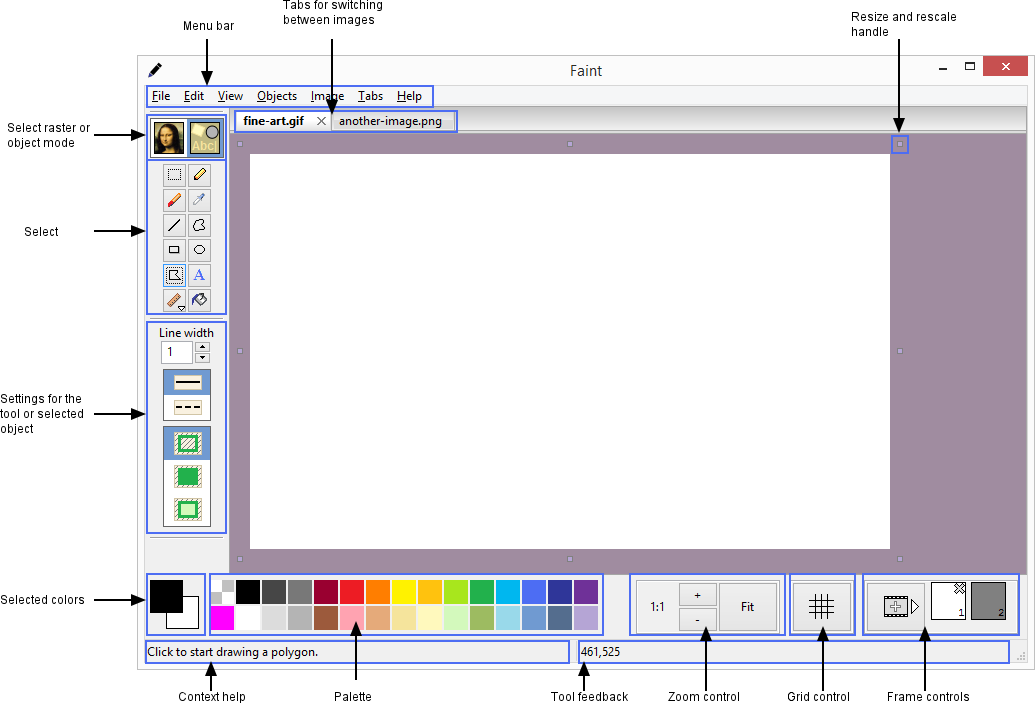 Tabs for switching
between images
Menu bar
Resize and rescale
handle
Faint
File Edit View Objects Image Tabs Help
fine-art.gif another-image.png
Select raster or
object mode
Abc
Select
A
Line width
1
Settings for the
tool or selected
object
Selected colors
1:1 + - Fit
1 2
Click to start drawing a polygon.
461,525
Context help
Palette
Tool feedback
Zoom control
Grid control
Frame controls